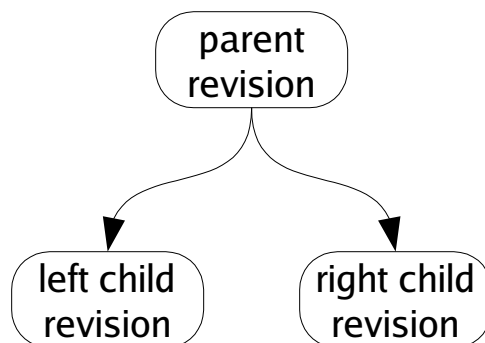 parent
revision
left child
revision
right child
revision